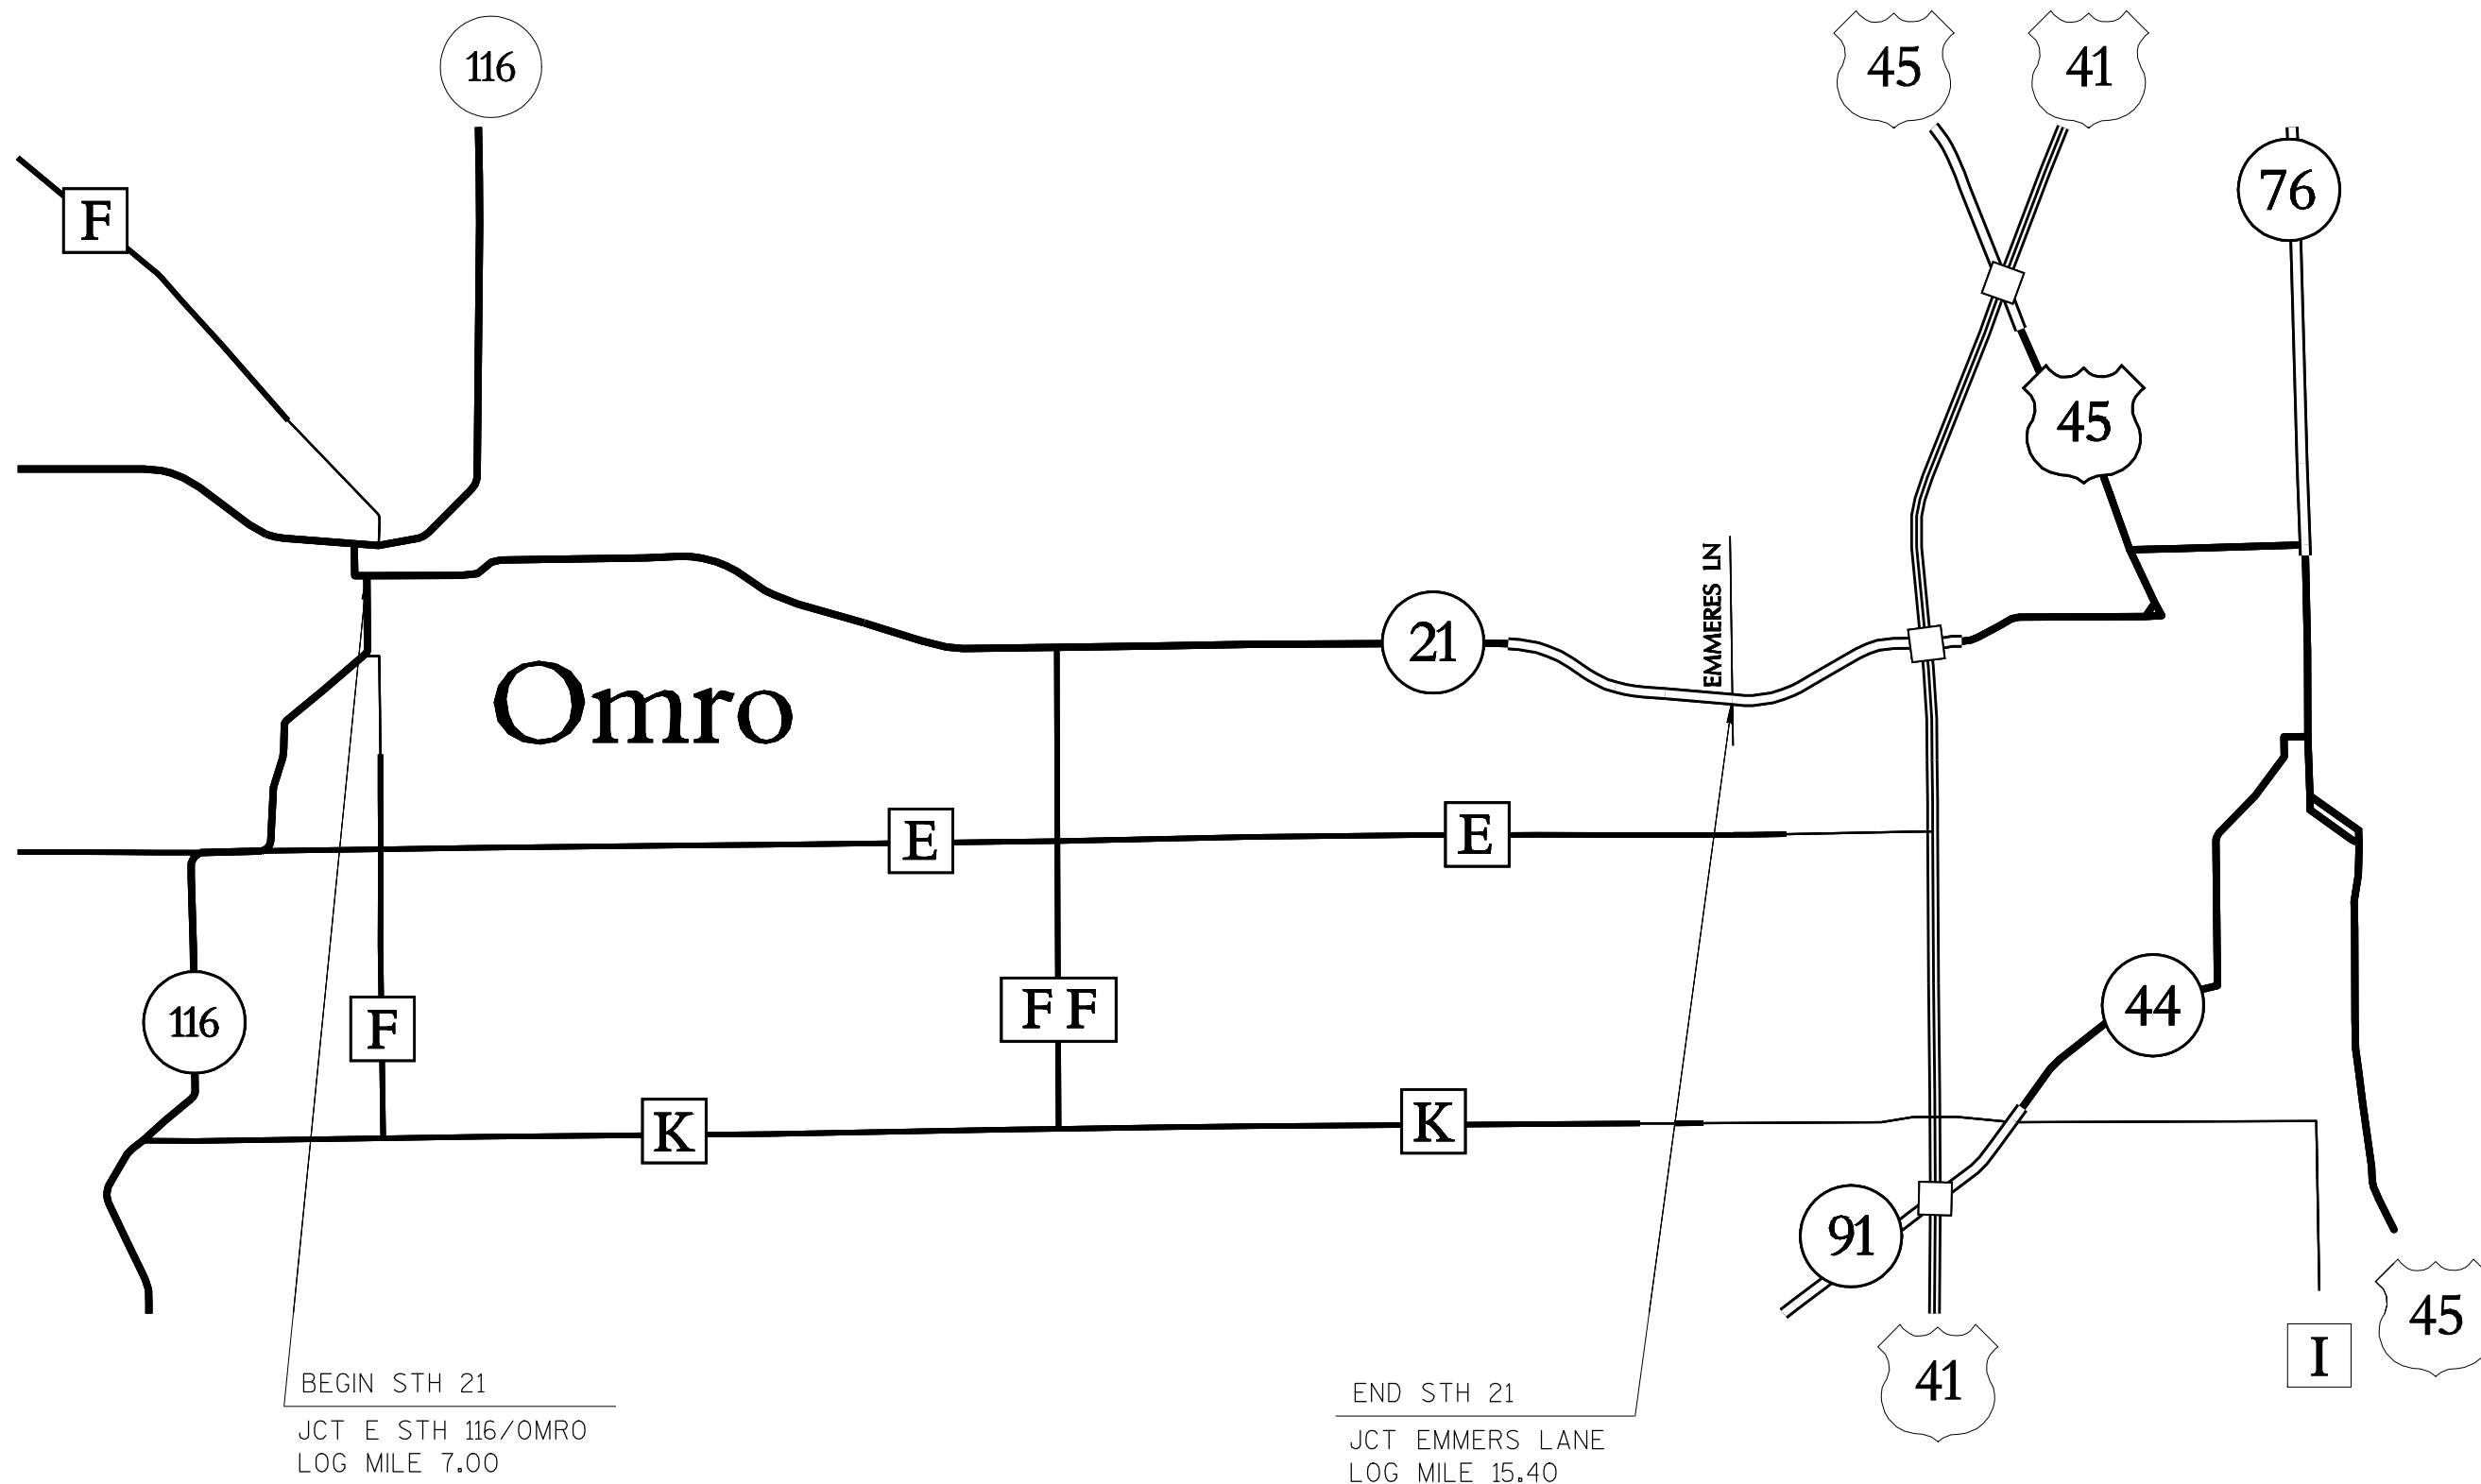 116
45
41
76
F
45
EMMERES LN
21
Omro
E
E
116
F
F F
44
K
K
91
45
I
41
BEGIN STH 21
JCT E STH 116/OMRO
LOG MILE 7.00
END STH 21
JCT EMMERS LANE
LOG MILE 15.40